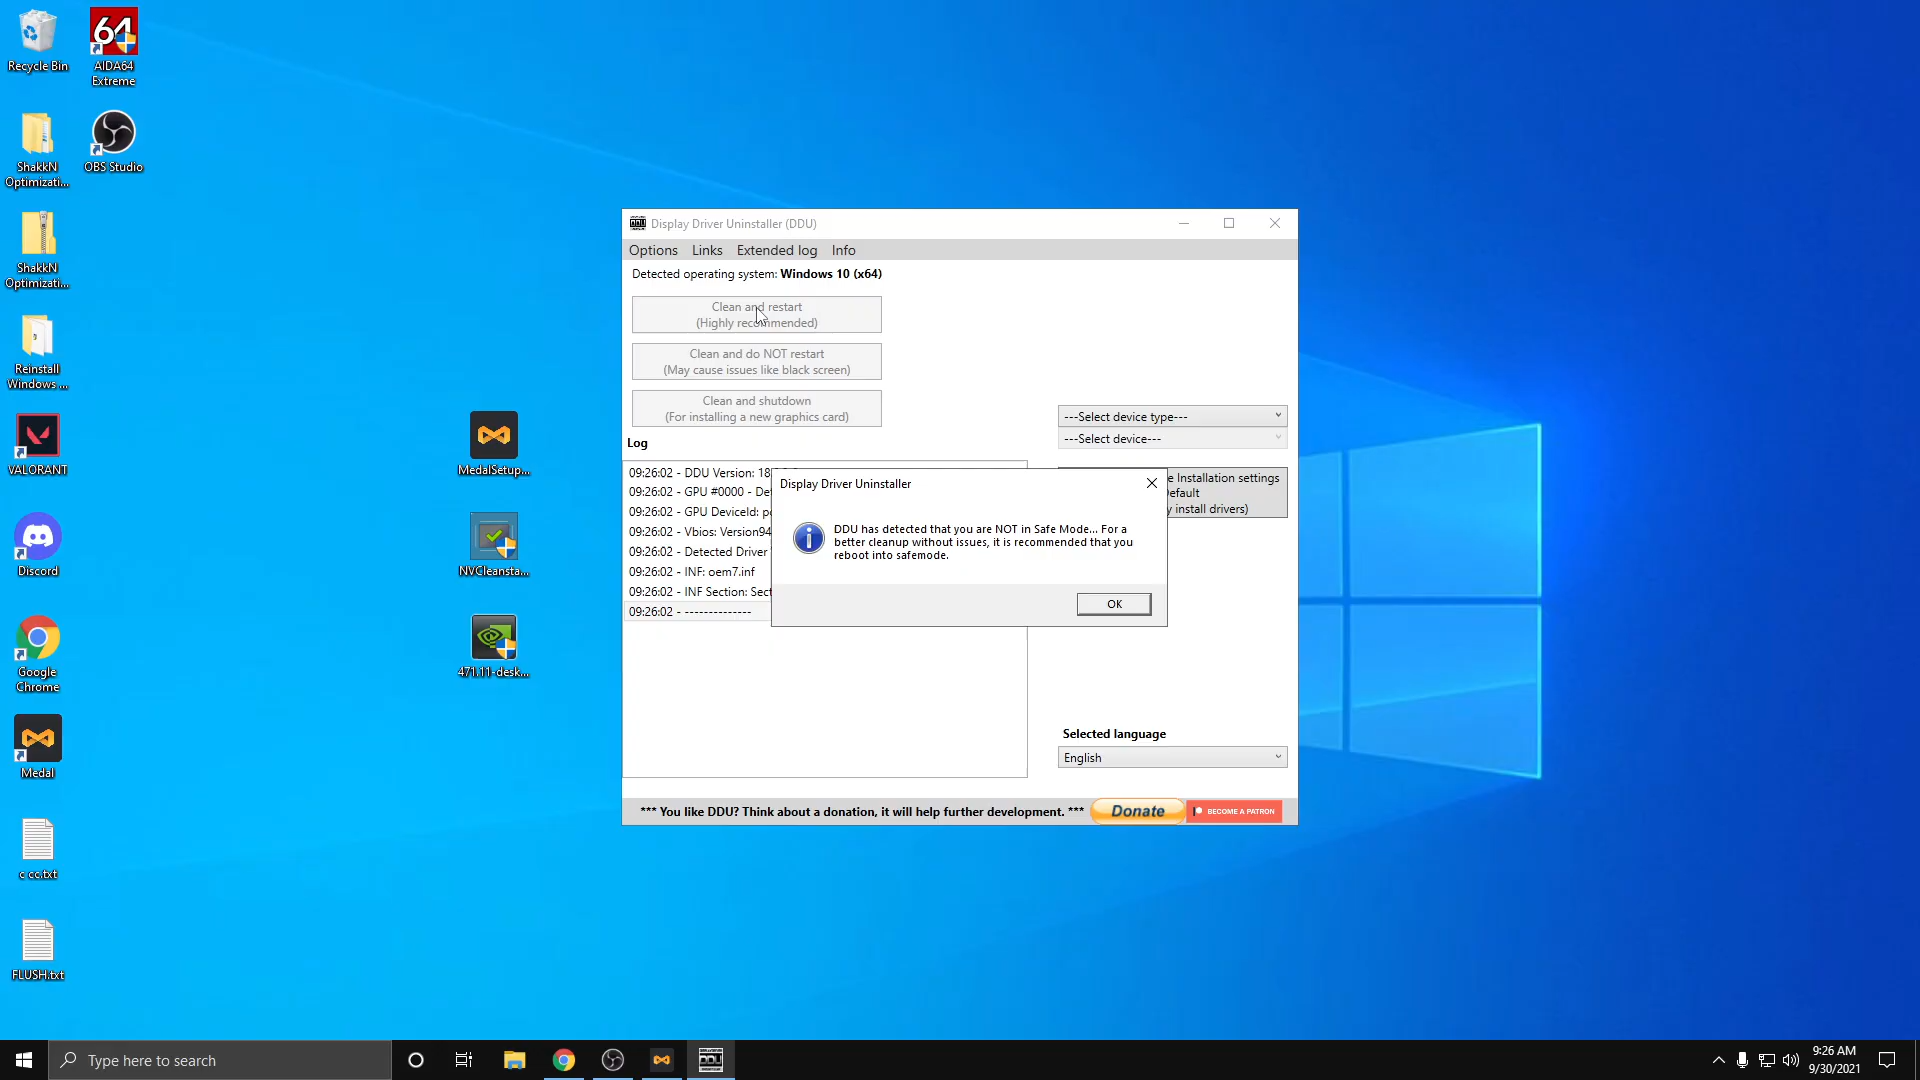 Recycle Bin
AIDA64
Extreme
ShakkN
Optimizati...
OBS Studio
ShakkN
Optimizati...
Reinstall
Windows ...
VALORANT
Discord
Google
Chrome
Medal
c cc.txt
FLUSH.txt
MedalSetup...
NVCleansta...
471.11-desk...
Display Driver Uninstaller (DDU)
Options Links Extended log Info
Detected operating system: Windows 10 (x64)
Clean and restart
(Highly recommended)
Clean and do NOT restart
(May cause issues like black screen)
Clean and shutdown
(For installing a new graphics card)
---Select device type---
---Select device---
Log
09:26:02 - DDU Version: 18
09:26:02 - GPU #0000 - De
09:26:02 - GPU DeviceId: p
09:26:02 - Vbios: Version94
09:26:02 - Detected Driver
09:26:02 - INF: oem7.inf
09:26:02 - INF Section: Sect
09:26:02 - --------------
e Installation settings
efault
y install drivers)
Display Driver Uninstaller
DDU has detected that you are NOT in Safe Mode... For a
better cleanup without issues, it is recommended that you
reboot into safemode.
OK
Selected language
English
*** You like DDU? Think about a donation, it will help further development. ***
Donate
BECOME A PATRON
Type here to search
DDU
9:26 AM
9/30/2021